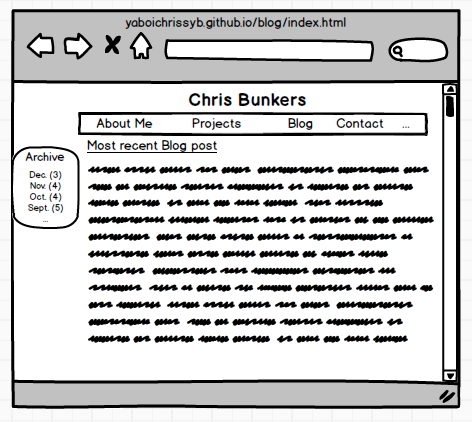 yaboichrissyb.github.io/blog/index.html
Chris Bunkers
About Me Projects Blog Contact ...
Most recent Blog post
Archive
Dec. (3)
Nov. (4)
Oct. (4)
Sept. (5)
...